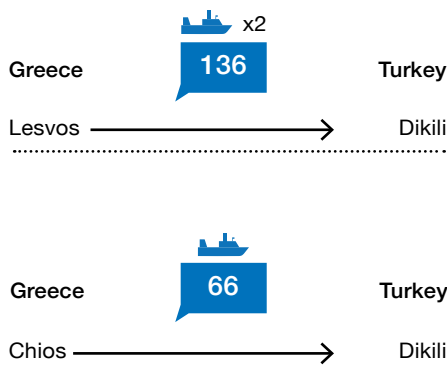 x2
Greece 136 Turkey
Lesvos Dikili
Greece 66 Turkey
Chios Dikili